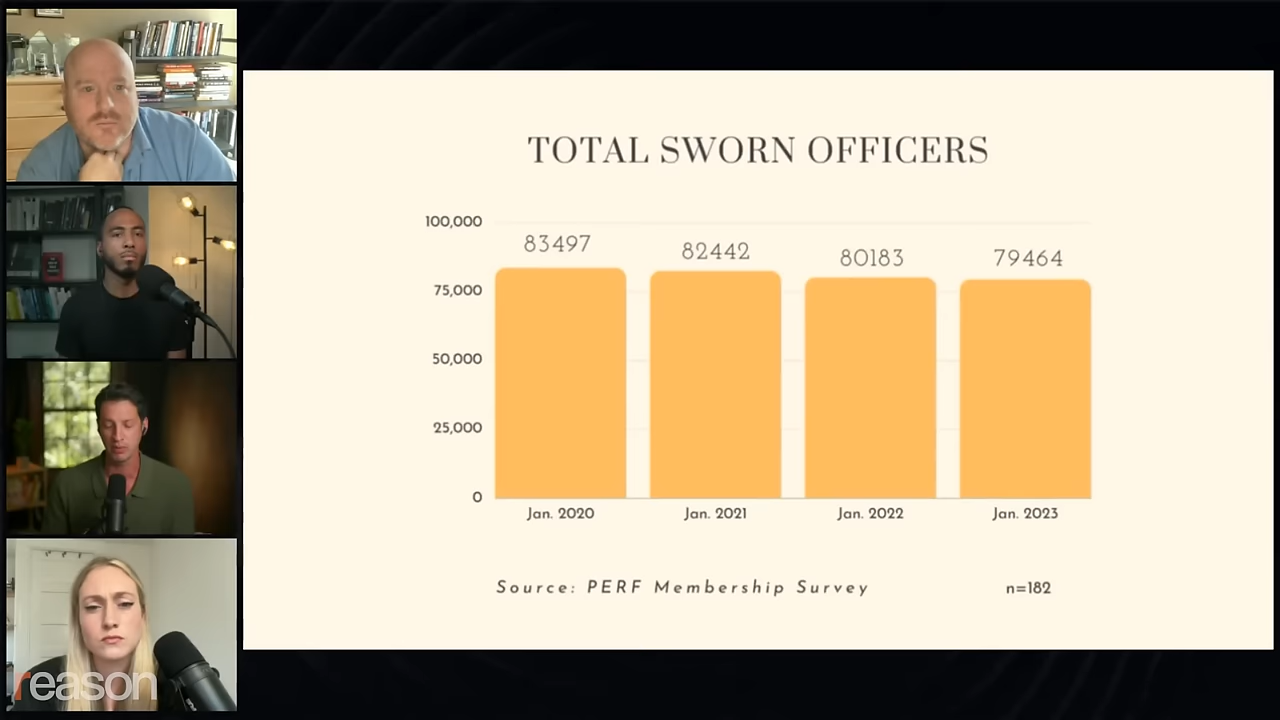 TOTAL SWORN OFFICERS
100,000
75,000
50,000
25,000
0
83497
82442
80183
79464
Jan. 2020
Jan. 2021
Jan. 2022
Jan. 2023
Source: PERF Membership Survey
n=182
reason